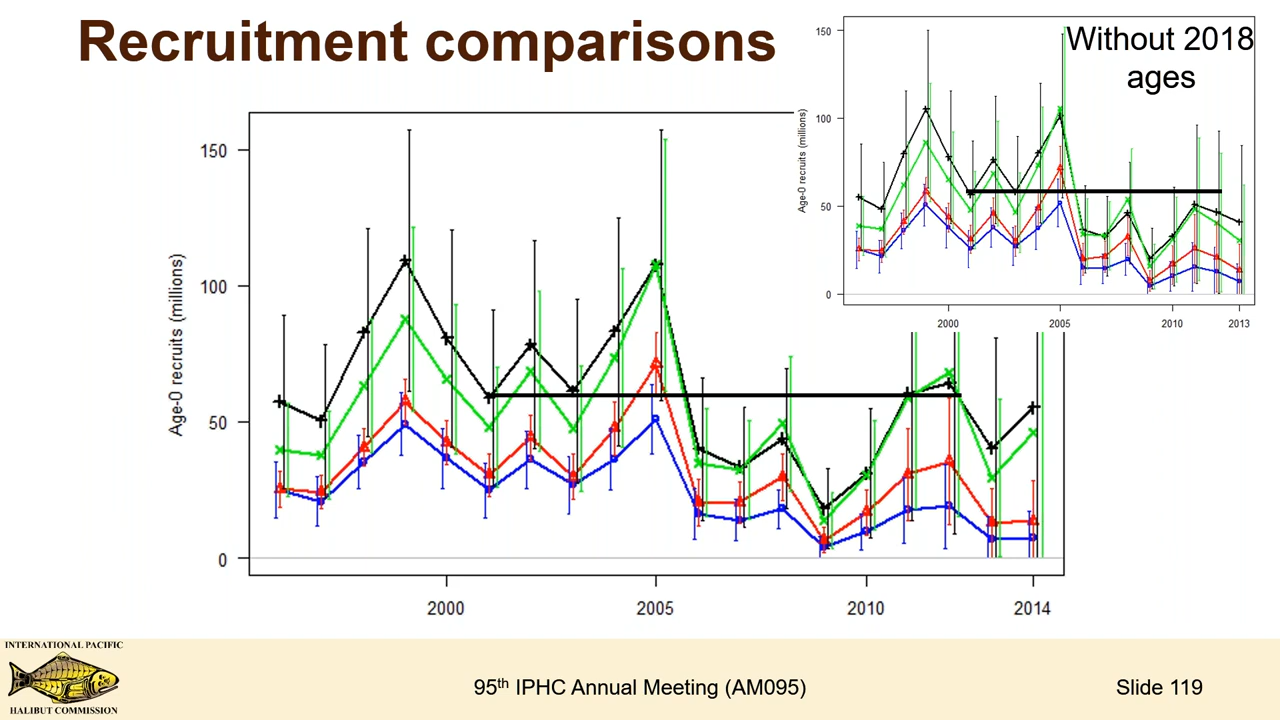 Recruitment comparisons
Without 2018
ages
Age-0 recruits (millions)
150
100
50
0
2000
2005
2010
2013
Age-0 recruits (millions)
150
100
50
0
2000
2005
2010
2014
INTERNATIONAL PACIFIC
HALIBUT COMMISSION
95th IPHC Annual Meeting (AM095)
Slide 119